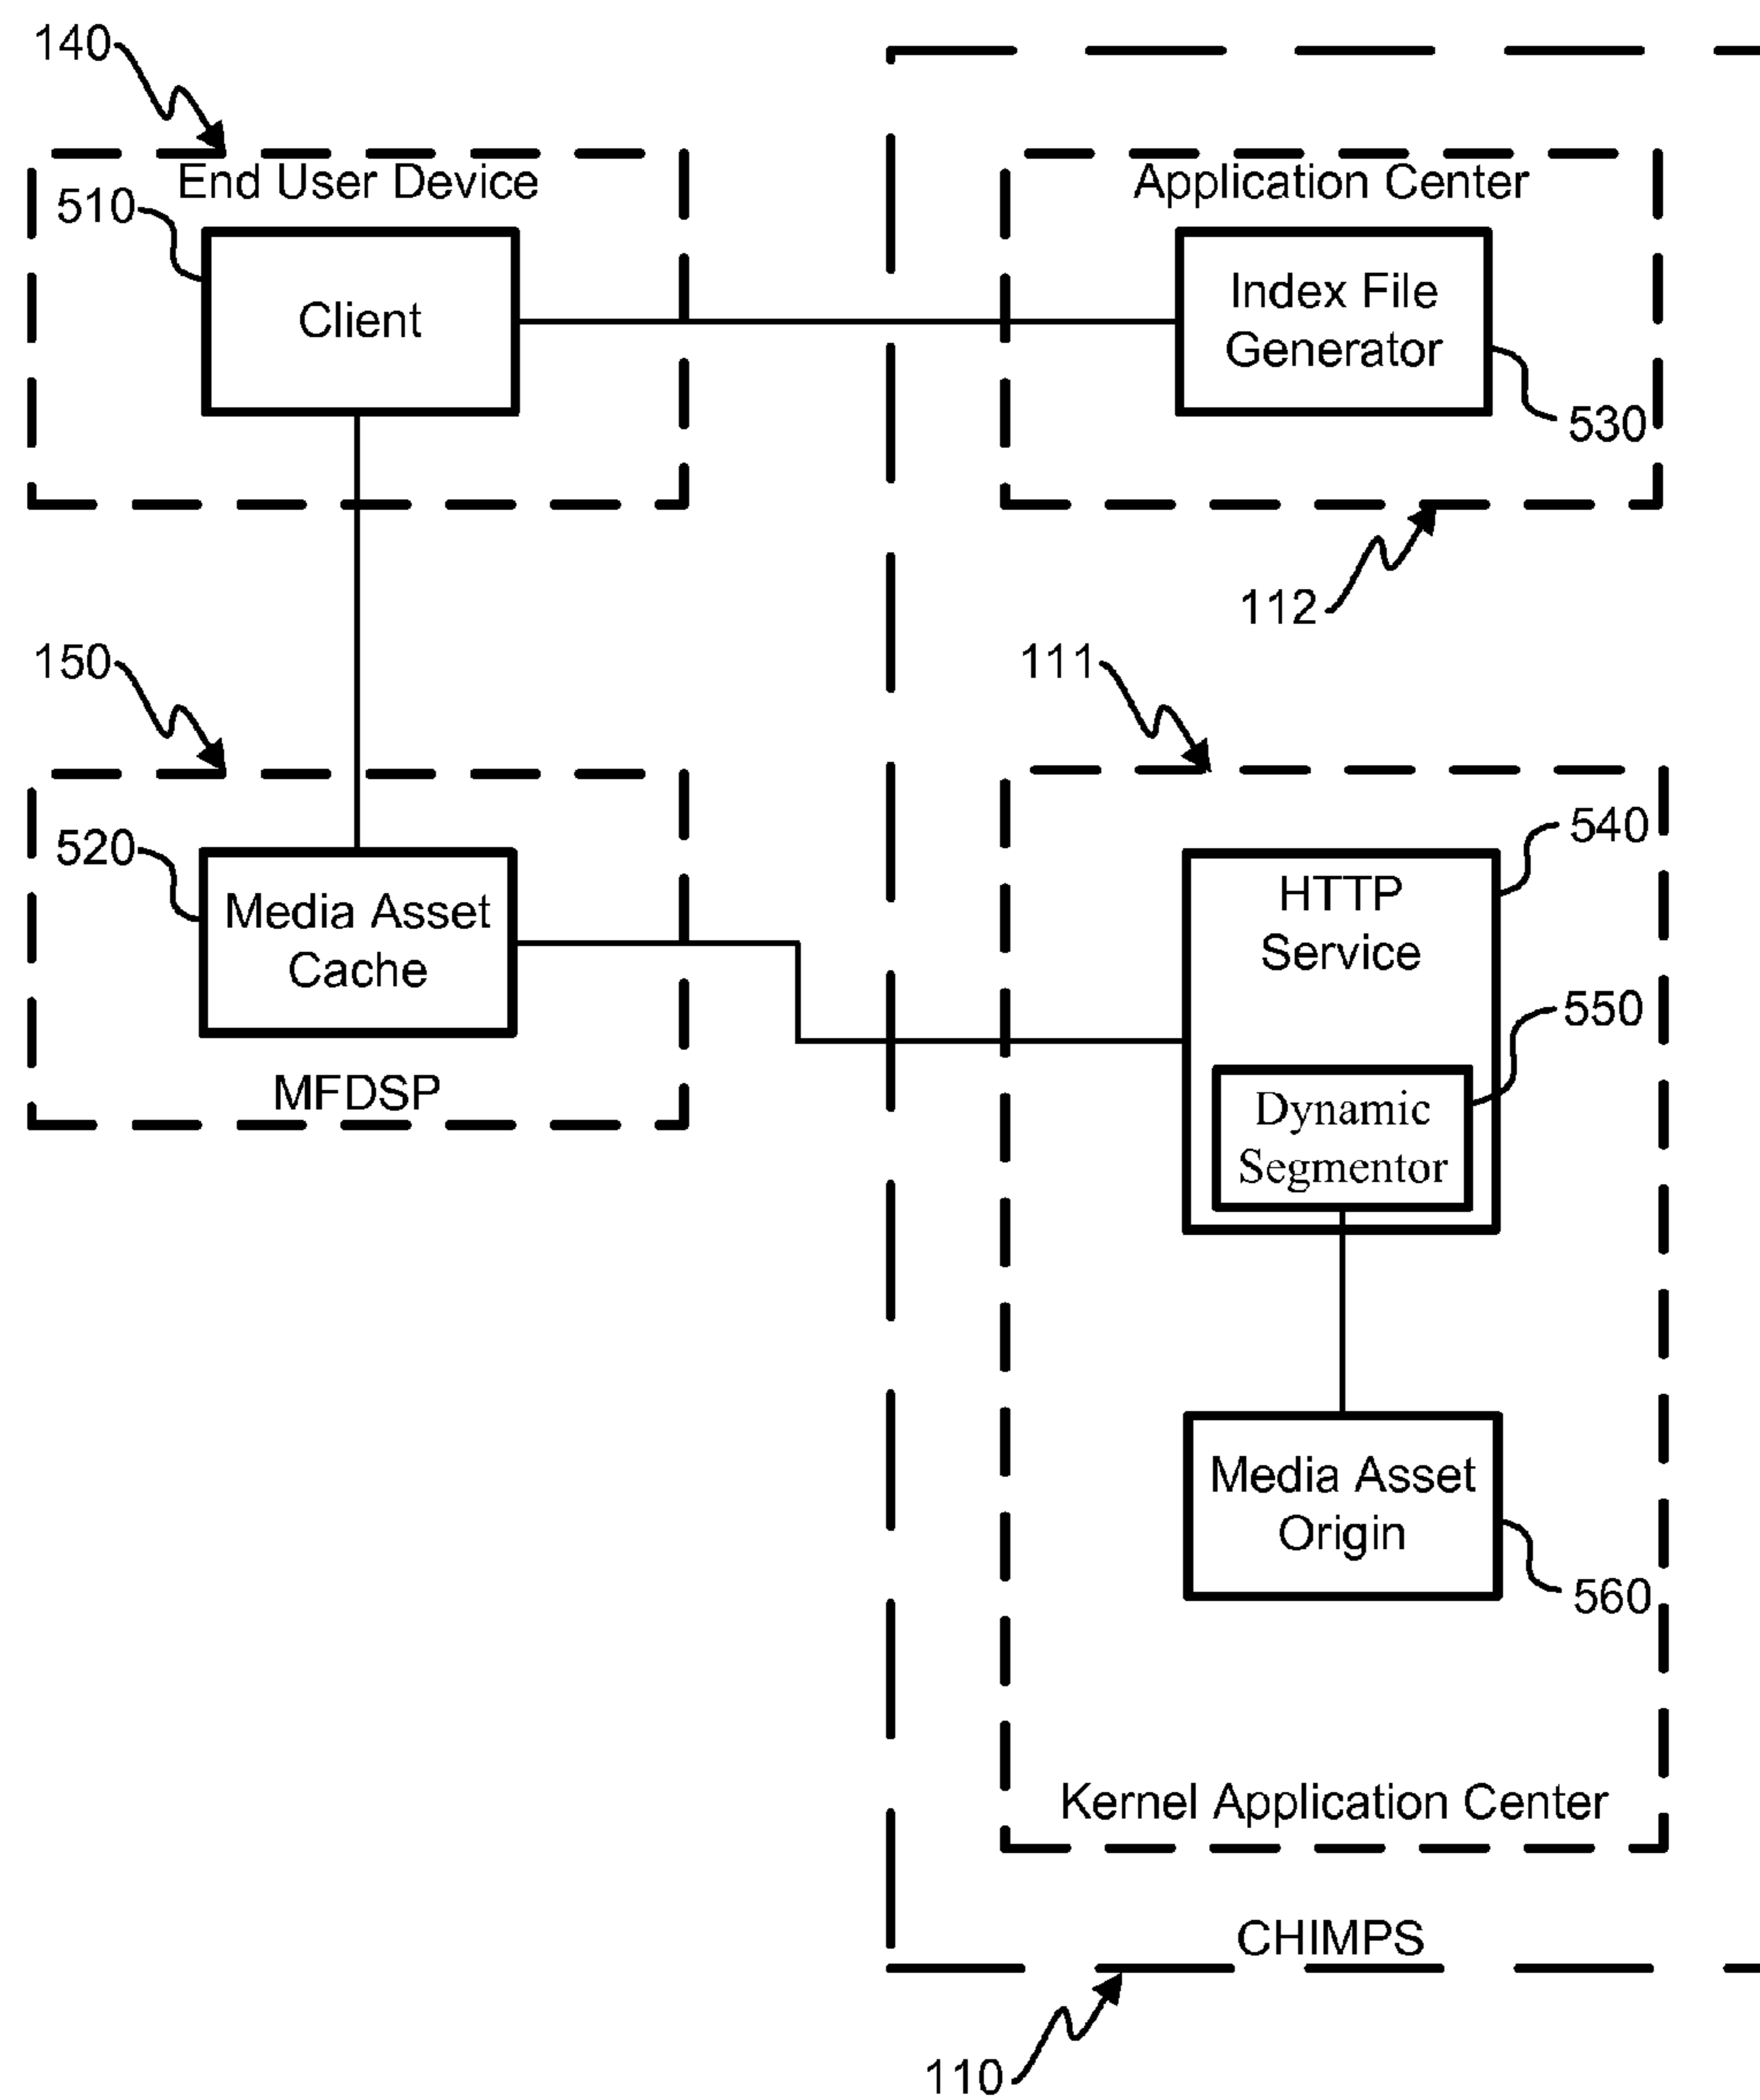 140
End User Device
510
Client
Application Center
Index File
Generator
530
112
150
520
Media Asset
Cache
MFDSP
111
540
HTTP
Service
550
Dynamic
Segmentor
Media Asset
Origin
560
Kernel Application Center
CHIMPS
110